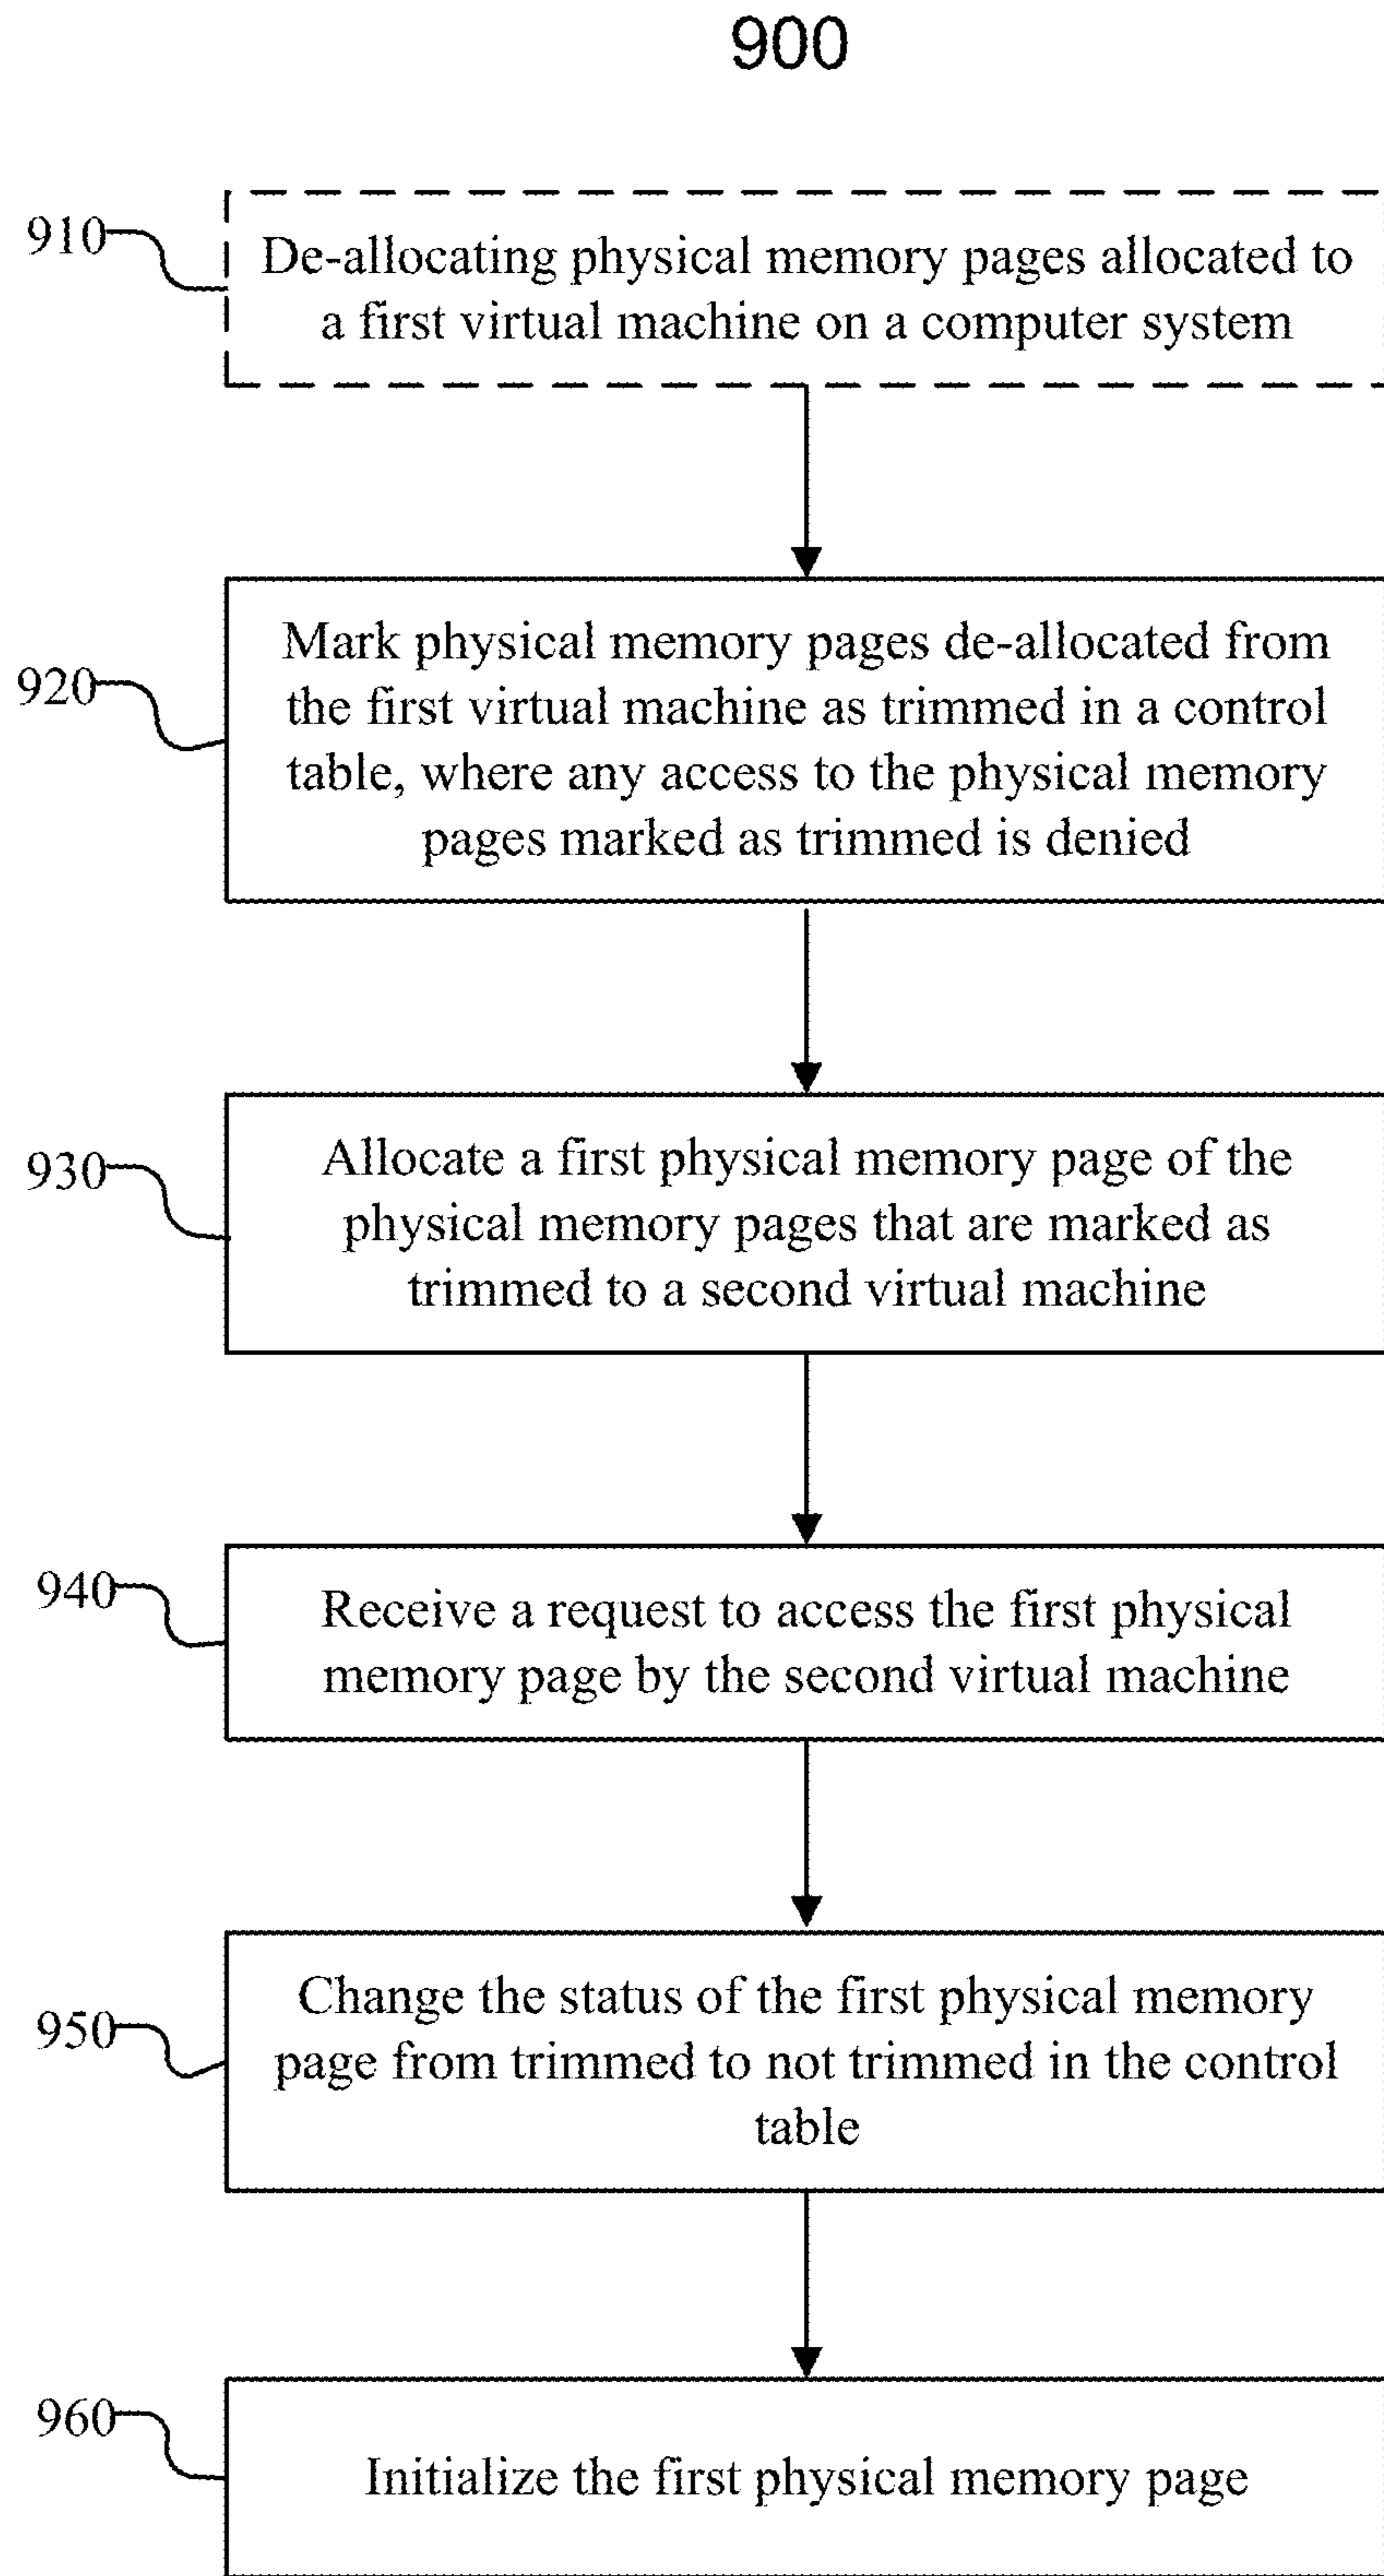 900
910
De-allocating physical memory pages allocated to
a first virtual machine on a computer system
920
Mark physical memory pages de-allocated from
the first virtual machine as trimmed in a control
table, where any access to the physical memory
pages marked as trimmed is denied
930
Allocate a first physical memory page of the
physical memory pages that are marked as
trimmed to a second virtual machine
940
Receive a request to access the first physical
memory page by the second virtual machine
950
Change the status of the first physical memory
page from trimmed to not trimmed in the control
table
960
Initialize the first physical memory page